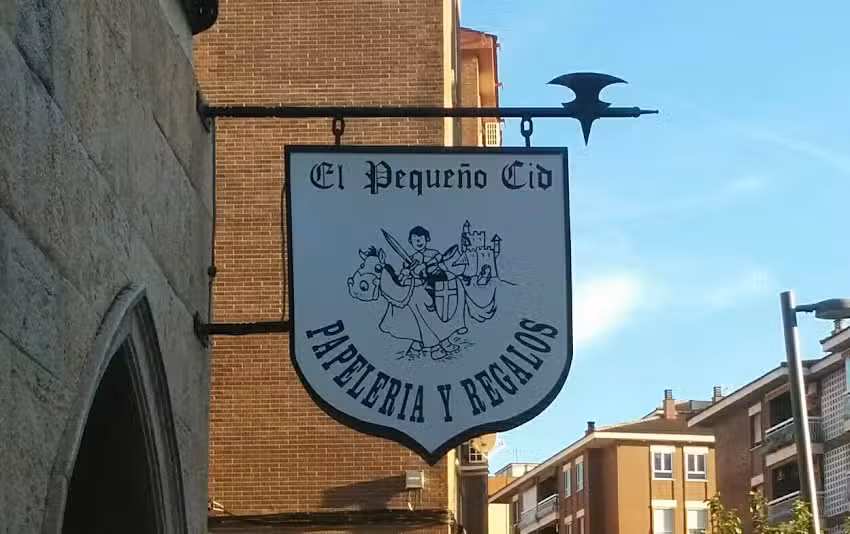 El Pequeño Cid
PAPELERIA Y REGALOS